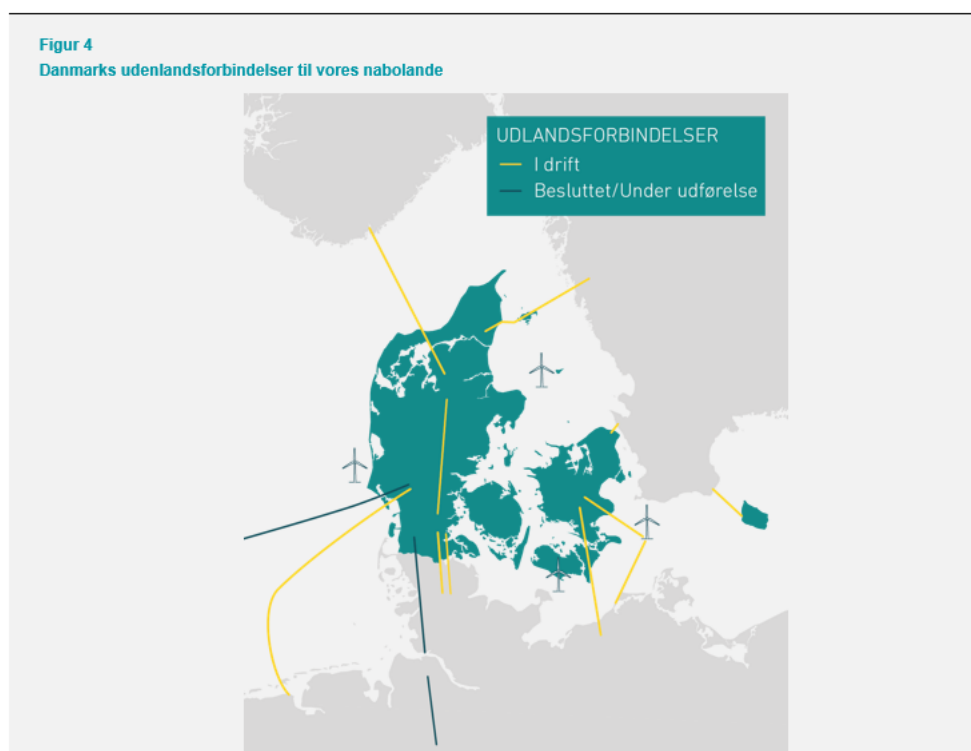 Figur 4
Danmarks udenlandsforbindelser til vores nabolande
UDLANDSFORBINDELSER
I drift
Besluttet/Under udførelse